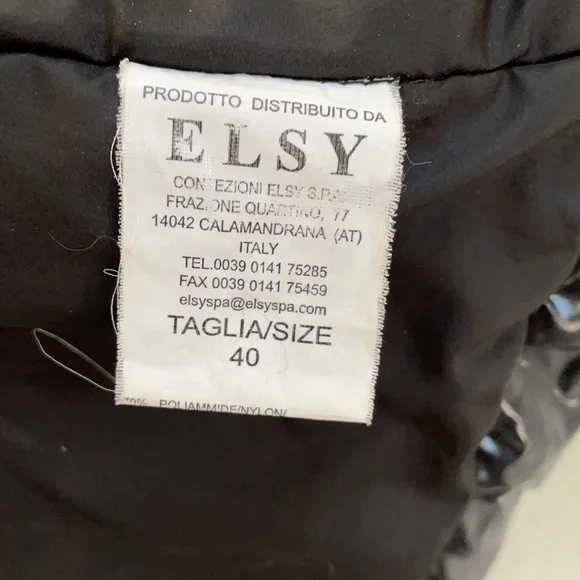 PRODOTTO DISTRIBUITO DA
ELSY
CONFEZIONI ELSY S.P.A.
FRAZIONE QUARTINO, 77
14042 CALAMANDRANA (AT)
ITALY
TEL.0039 0141 75285
FAX 0039 0141 75459
elsyspa@elsyspa.com
TAGLIA/SIZE
40
POLIAMMIDE/NYLON/